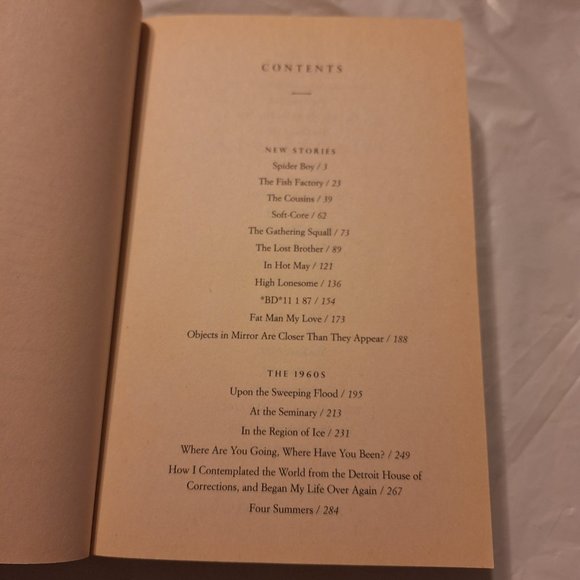 CONTENTS
NEW STORIES
Spider Boy / 3
The Fish Factory / 23
The Cousins / 39
Soft-Core / 62
The Gathering Squall / 73
The Lost Brother / 89
In Hot May / 121
High Lonesome / 136
*BD*11 1 87 / 154
Fat Man My Love / 173
Objects in Mirror Are Closer Than They Appear / 188
THE 1960S
Upon the Sweeping Flood / 195
At the Seminary / 213
In the Region of Ice / 231
Where Are You Going, Where Have You Been? / 249
How I Contemplated the World from the Detroit House of
Corrections, and Began My Life Over Again / 267
Four Summers / 284